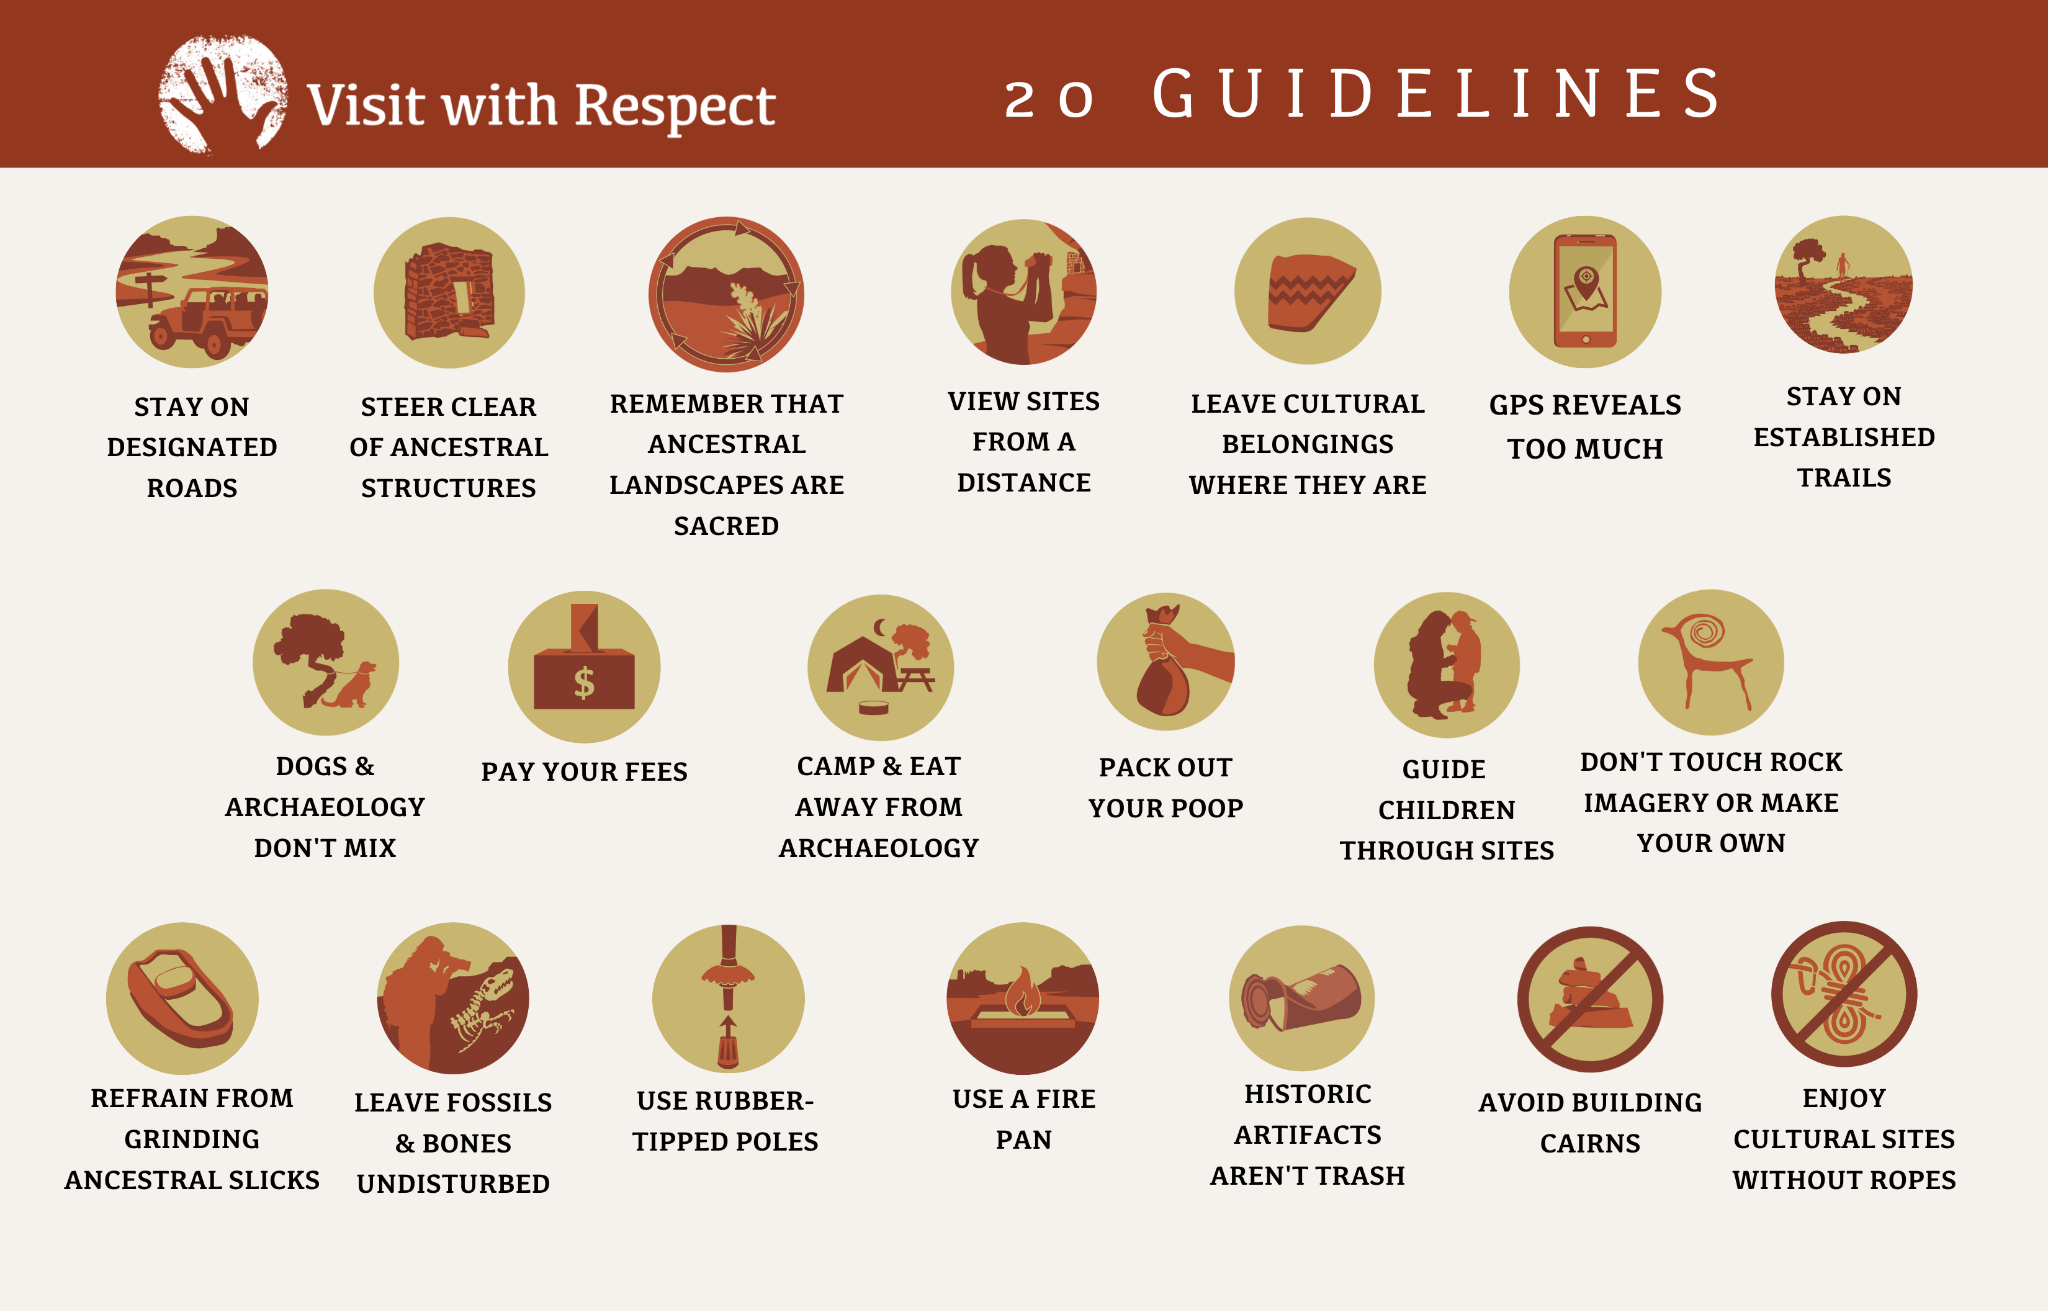 Visit with Respect
20 GUIDELINES
STAY ON
DESIGNATED
ROADS
STEER CLEAR
OF ANCESTRAL
STRUCTURES
REMEMBER THAT
ANCESTRAL
LANDSCAPES ARE
SACRED
VIEW SITES
FROM A
DISTANCE
LEAVE CULTURAL
BELONGINGS
WHERE THEY ARE
GPS REVEALS
TOO MUCH
STAY ON
ESTABLISHED
TRAILS
DOGS &
ARCHAEOLOGY
DON'T MIX
$
PAY YOUR FEES
CAMP & EAT
AWAY FROM
ARCHAEOLOGY
PACK OUT
YOUR POOP
GUIDE
CHILDREN
THROUGH SITES
DON'T TOUCH ROCK
IMAGERY OR MAKE
YOUR OWN
REFRAIN FROM
GRINDING
ANCESTRAL SLICKS
LEAVE FOSSILS
& BONES
UNDISTURBED
USE RUBBER-
TIPPED POLES
USE A FIRE
PAN
HISTORIC
ARTIFACTS
AREN'T TRASH
AVOID BUILDING
CAIRNS
ENJOY
CULTURAL SITES
WITHOUT ROPES